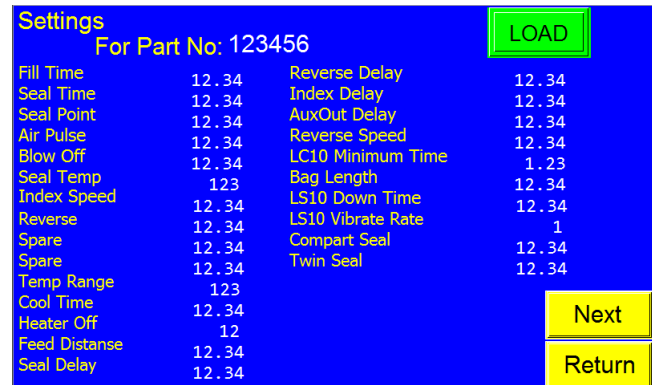 Settings
LOAD
For Part No: 123456
Fill Time 12.34 Reverse Delay 12.34
Seal Time 12.34 Index Delay 12.34
Seal Point 12.34 AuxOut Delay 12.34
Air Pulse 12.34 Reverse Speed 12.34
Blow Off 12.34 LC10 Minimum Time 1.23
Seal Temp 123 Bag Length 12.34
Index Speed 12.34 LS10 Down Time 12.34
Reverse 12.34 LS10 Vibrate Rate 1
Spare 12.34 Compart Seal 12.34
Spare 12.34 Twin Seal 12.34
Temp Range 123
Cool Time 12.34
Heater Off 12
Feed Distanse 12.34
Seal Delay 12.34
Next
Return